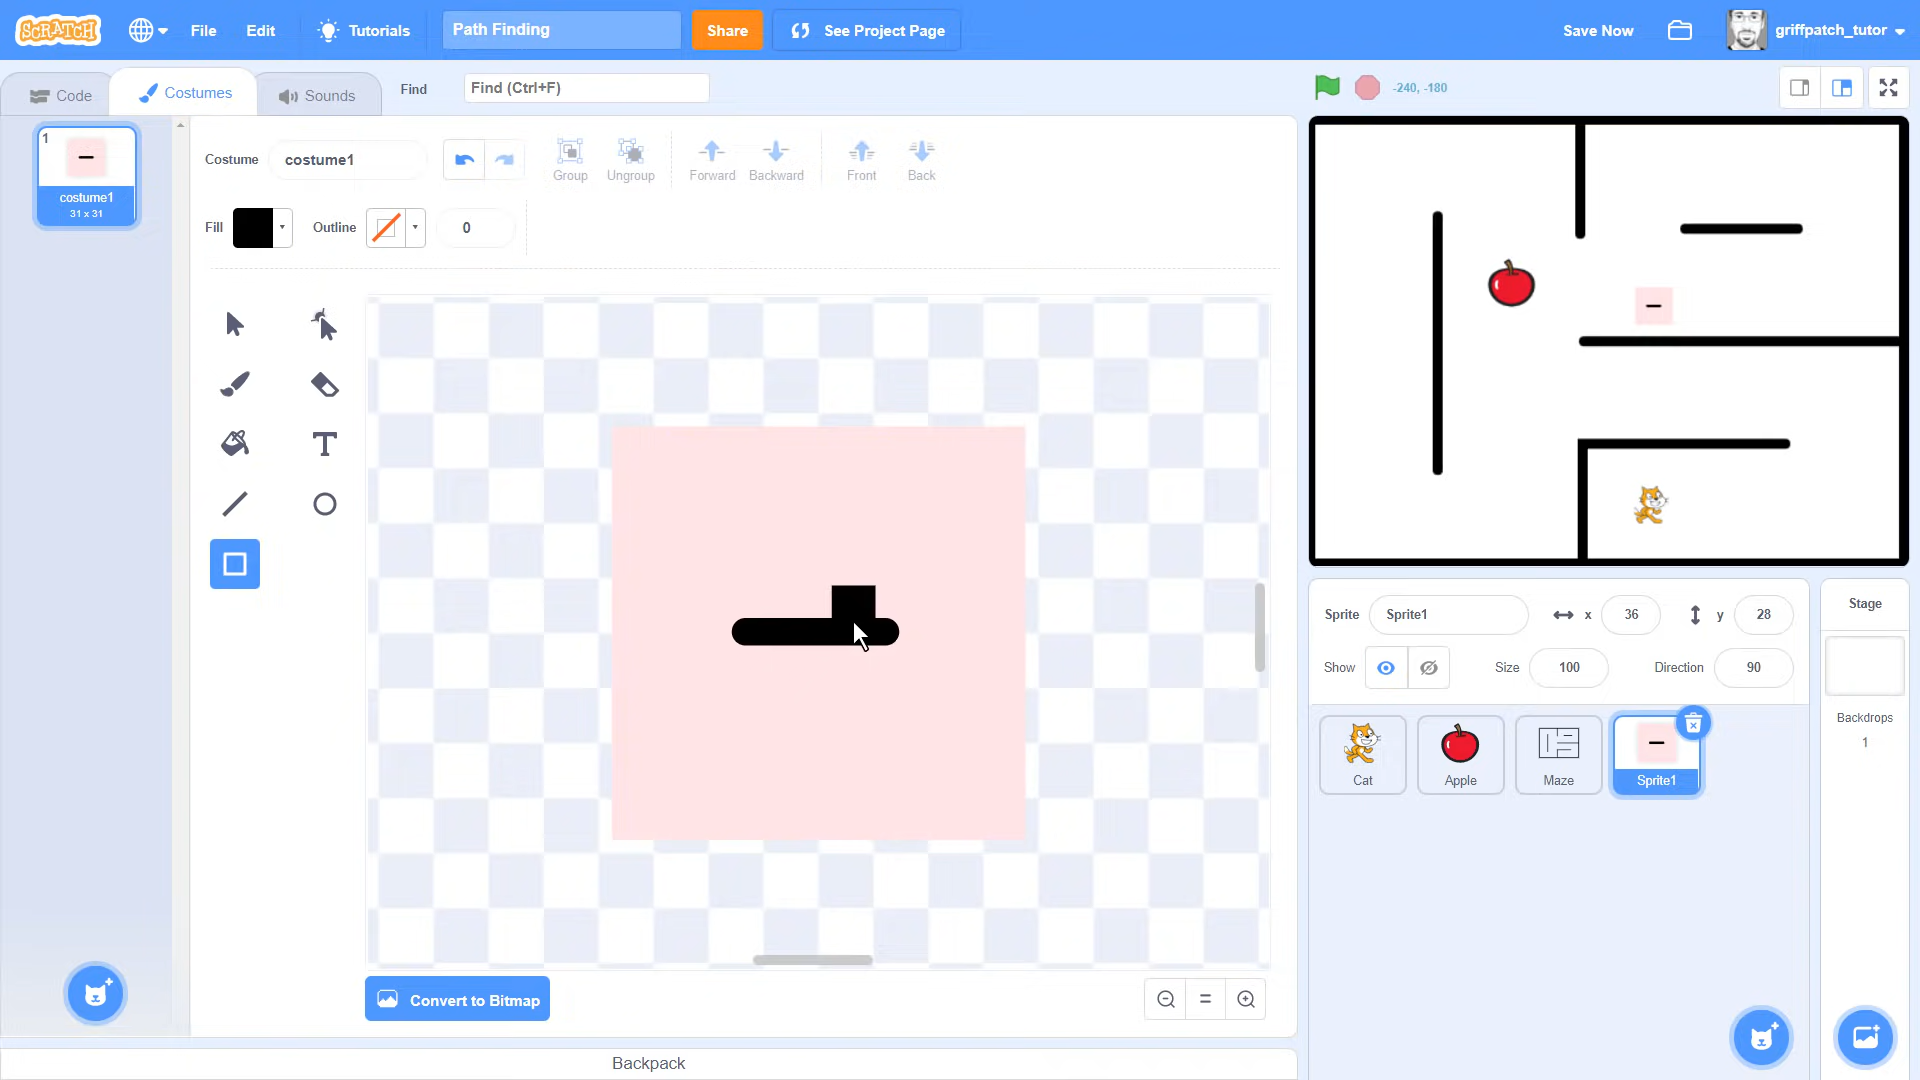 SCRATCH
File
Edit
Tutorials
Path Finding
Share
See Project Page
Save Now
griffpatch_tutor
Code
Costumes
Sounds
Find
Find (Ctrl+F)
-240, -180
1
costume1
31 x 31
Costume
costume1
Group
Ungroup
Forward
Backward
Front
Back
Fill
Outline
0
T
Convert to Bitmap
Backpack
Sprite
Sprite1
x
36
y
28
Show
Size
100
Direction
90
Cat
Apple
Maze
Sprite1
Stage
Backdrops
1